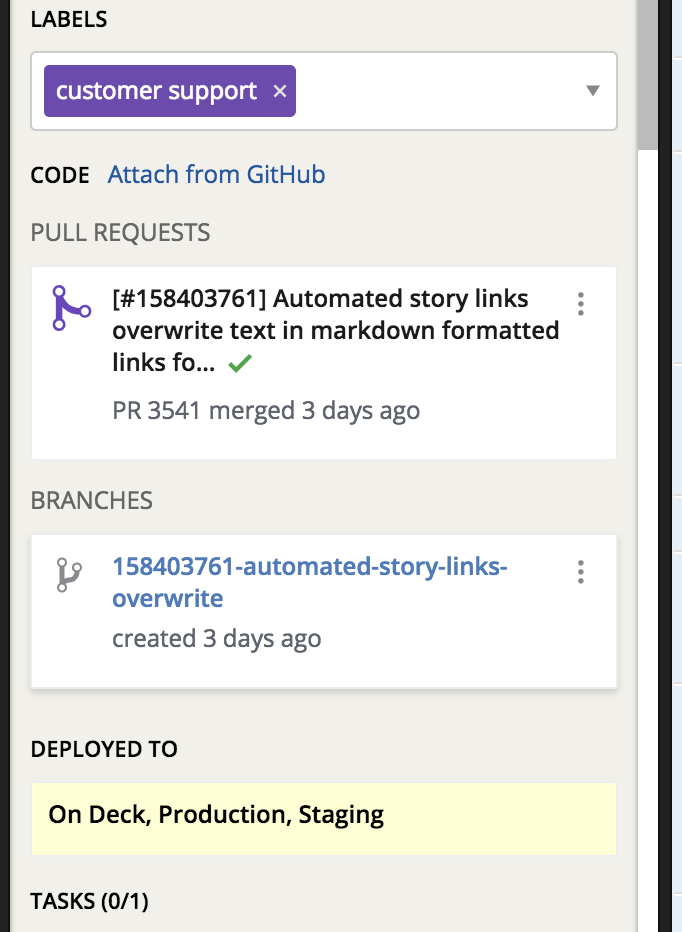 LABELS
customer support ×
CODE Attach from GitHub
PULL REQUESTS
[#158403761] Automated story links
overwrite text in markdown formatted
links fo...
PR 3541 merged 3 days ago
BRANCHES
158403761-automated-story-links-
overwrite
created 3 days ago
DEPLOYED TO
On Deck, Production, Staging
TASKS (0/1)